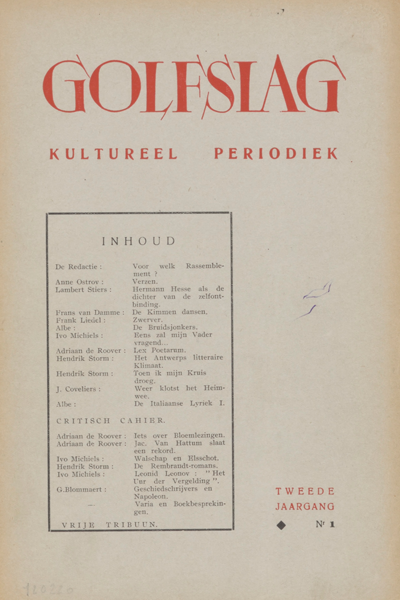 GOLFSLAG
KULTUREEL PERIODIEK
INHOUD
De Redactie : Voor welk Rassemble-
ment ?
Anne Ostrov : Verzen.
Lambert Stiers : Hermann Hesse als de
dichter van de zelfont-
binding.
Frans van Damme : De Kimmen dansen.
Frank Liedel : Zwerver.
Albe : De Bruidsjonkers.
Ivo Michiels : Eens zal mijn Vader
vragend...
Adriaan de Roover : Lex Poetarum.
Hendrik Storm : Het Antwerps litteraire
Klimaat.
Hendrik Storm : Toen ik mijn Kruis
droeg.
J. Coveliers : Weer klotst het Heim-
wee.
Albe : De Italiaanse Lyriek I.
CRITISCH CAHIER.
Adriaan de Roover : Iets over Bloemlezingen.
Adriaan de Roover : Jac. Van Hattum slaat
een rekord.
Ivo Michiels : Walschap en Elsschot.
Hendrik Storm : De Rembrandt-romans.
Ivo Michiels : Leonid Leonov : "Het
Uur der Vergelding".
G.Blommaert : Geschiedschrijvers en
Napoleon.
— Varia en Boekbesprekin-
gen.
VRIJE TRIBUUN.
TWEEDE
JAARGANG
◆ Nr 1